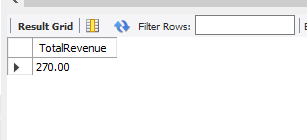 Result Grid Filter Rows:
TotalRevenue
270.00